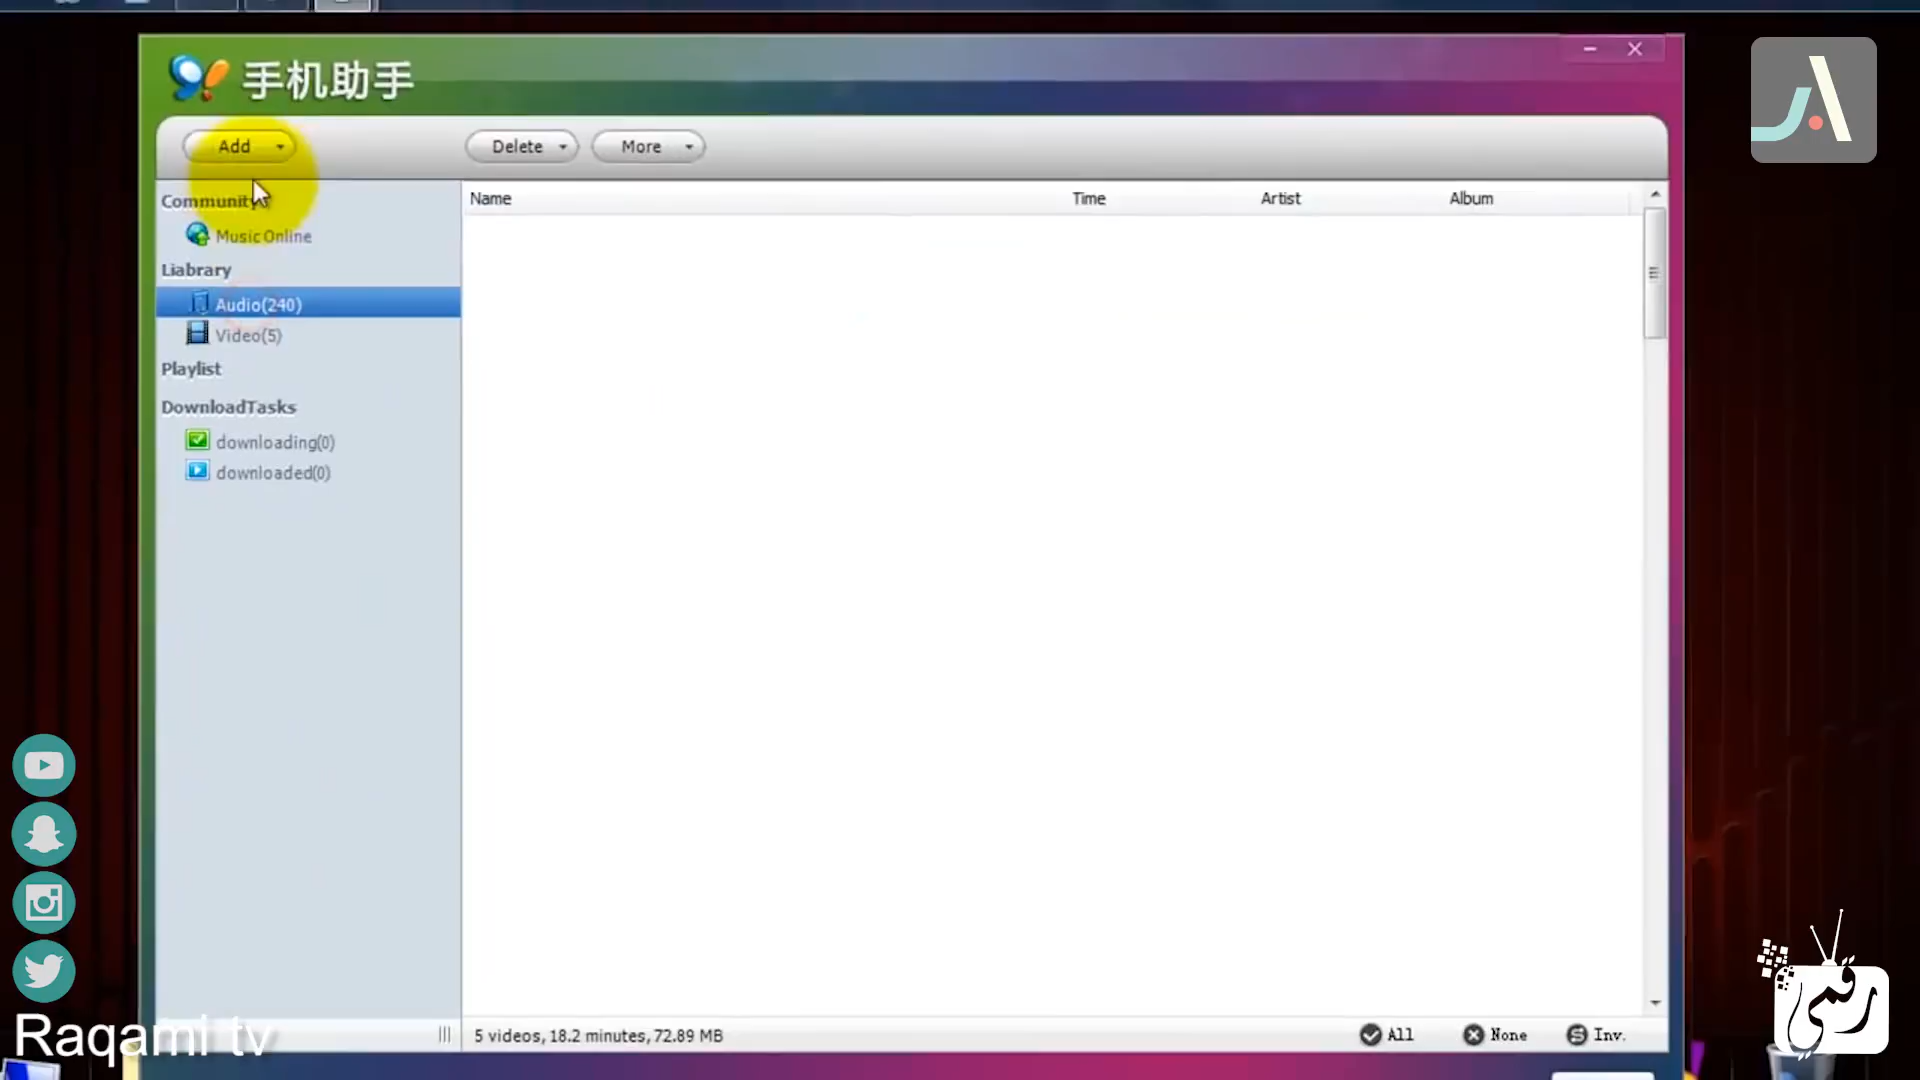 手机助手
Add
Delete
More
Community
Name
Time
Artist
Album
Music Online
Liabrary
Audio(240)
Video(5)
Playlist
DownloadTasks
downloading(0)
downloaded(0)
5 videos, 18.2 minutes, 72.89 MB
All
None
Inv.
Raqami tv
رقمي